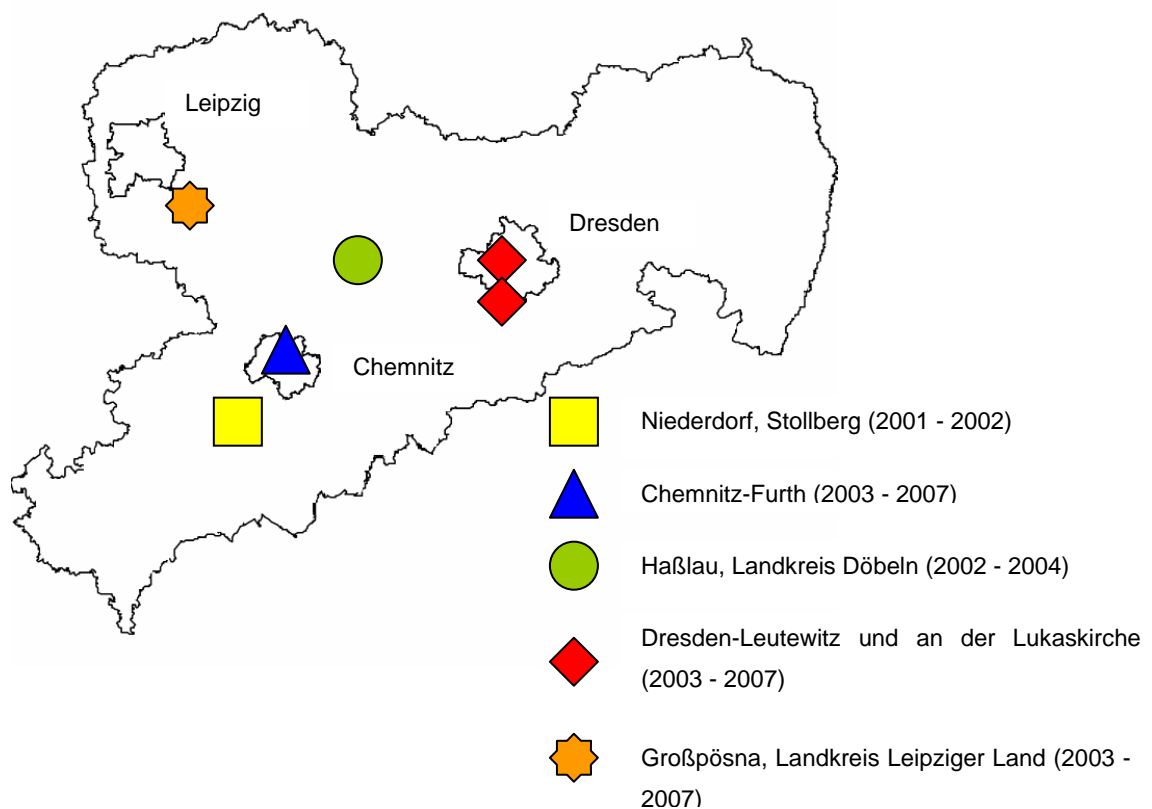 Leipzig
Dresden
Chemnitz
Niederdorf, Stollberg (2001 - 2002)
Chemnitz-Furth (2003 - 2007)
Haßlau, Landkreis Döbeln (2002 - 2004)
Dresden-Leutewitz und an der Lukaskirche
(2003 - 2007)
Großpösna, Landkreis Leipziger Land (2003 -
2007)